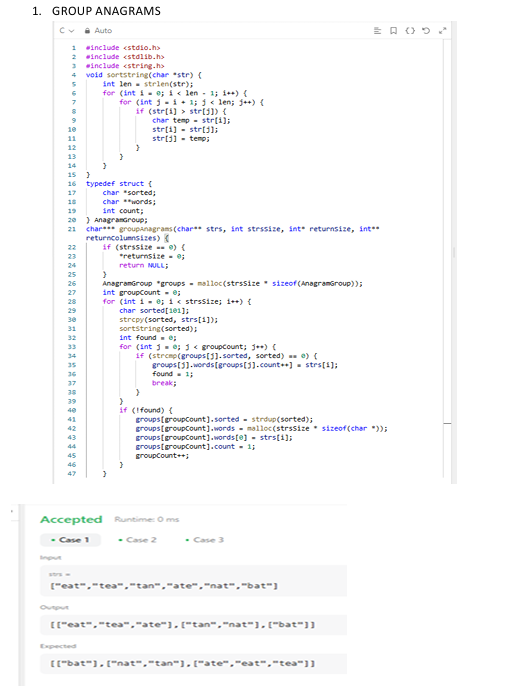 1. GROUP ANAGRAMS
C Auto
1 #include <stdio.h>
2 #include <stdlib.h>
3 #include <string.h>
4 void sortString(char *str) {
5 int len = strlen(str);
6 for (int i = 0; i < len - 1; i++) {
7 for (int j = i + 1; j < len; j++) {
8 if (str[i] > str[j]) {
9 char temp = str[i];
10 str[i] = str[j];
11 str[j] = temp;
12 }
13 }
14 }
15 }
16 typedef struct {
17 char *sorted;
18 char **words;
19 int count;
20 } AnagramGroup;
21 char*** groupAnagrams(char** strs, int strsSize, int* returnSize, int**
returnColumnSizes) {
22 if (strsSize == 0) {
23 *returnSize = 0;
24 return NULL;
25 }
26 AnagramGroup *groups = malloc(strsSize * sizeof(AnagramGroup));
27 int groupCount = 0;
28 for (int i = 0; i < strsSize; i++) {
29 char sorted[101];
30 strcpy(sorted, strs[i]);
31 sortString(sorted);
32 int found = 0;
33 for (int j = 0; j < groupCount; j++) {
34 if (strcmp(groups[j].sorted, sorted) == 0) {
35 groups[j].words[groups[j].count++] = strs[i];
36 found = 1;
37 break;
38 }
39 }
40 if (!found) {
41 groups[groupCount].sorted = strdup(sorted);
42 groups[groupCount].words = malloc(strsSize * sizeof(char *));
43 groups[groupCount].words[0] = strs[i];
44 groups[groupCount].count = 1;
45 groupCount++;
46 }
47 }
Accepted Runtime: 0 ms
• Case 1 • Case 2 • Case 3
Input
strs =
["eat","tea","tan","ate","nat","bat"]
Output
[["eat","tea","ate"],["tan","nat"],["bat"]]
Expected
[["bat"],["nat","tan"],["ate","eat","tea"]]